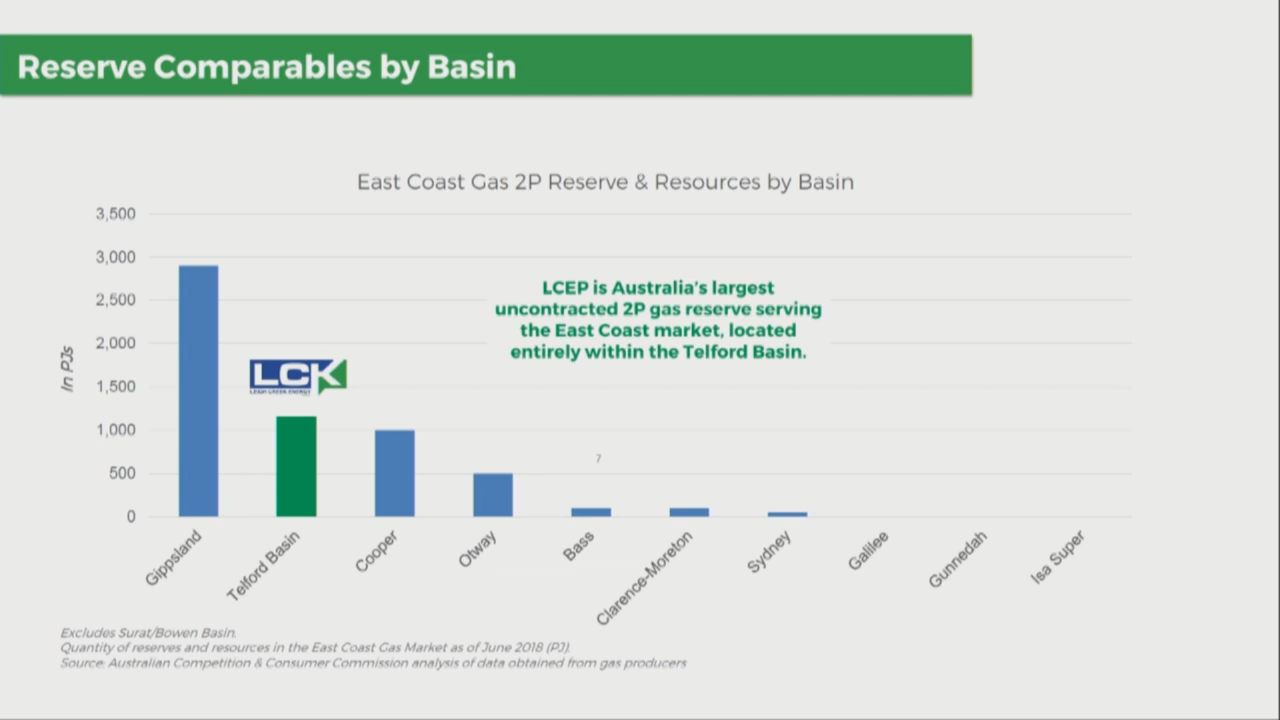 Reserve Comparables by Basin
East Coast Gas 2P Reserve & Resources by Basin
3,500
3,000
2,500
2,000
1,500
1,000
500
0
In PJs
LCEP is Australia's largest
uncontracted 2P gas reserve serving
the East Coast market, located
entirely within the Telford Basin.
LCK
LEIGH CREEK ENERGY
7
Gippsland
Telford Basin
Cooper
Otway
Bass
Clarence-Moreton
Sydney
Galilee
Gunnedah
Isa Super
Excludes Surat/Bowen Basin.
Quantity of reserves and resources in the East Coast Gas Market as of June 2018 (PJ).
Source: Australian Competition & Consumer Commission analysis of data obtained from gas producers